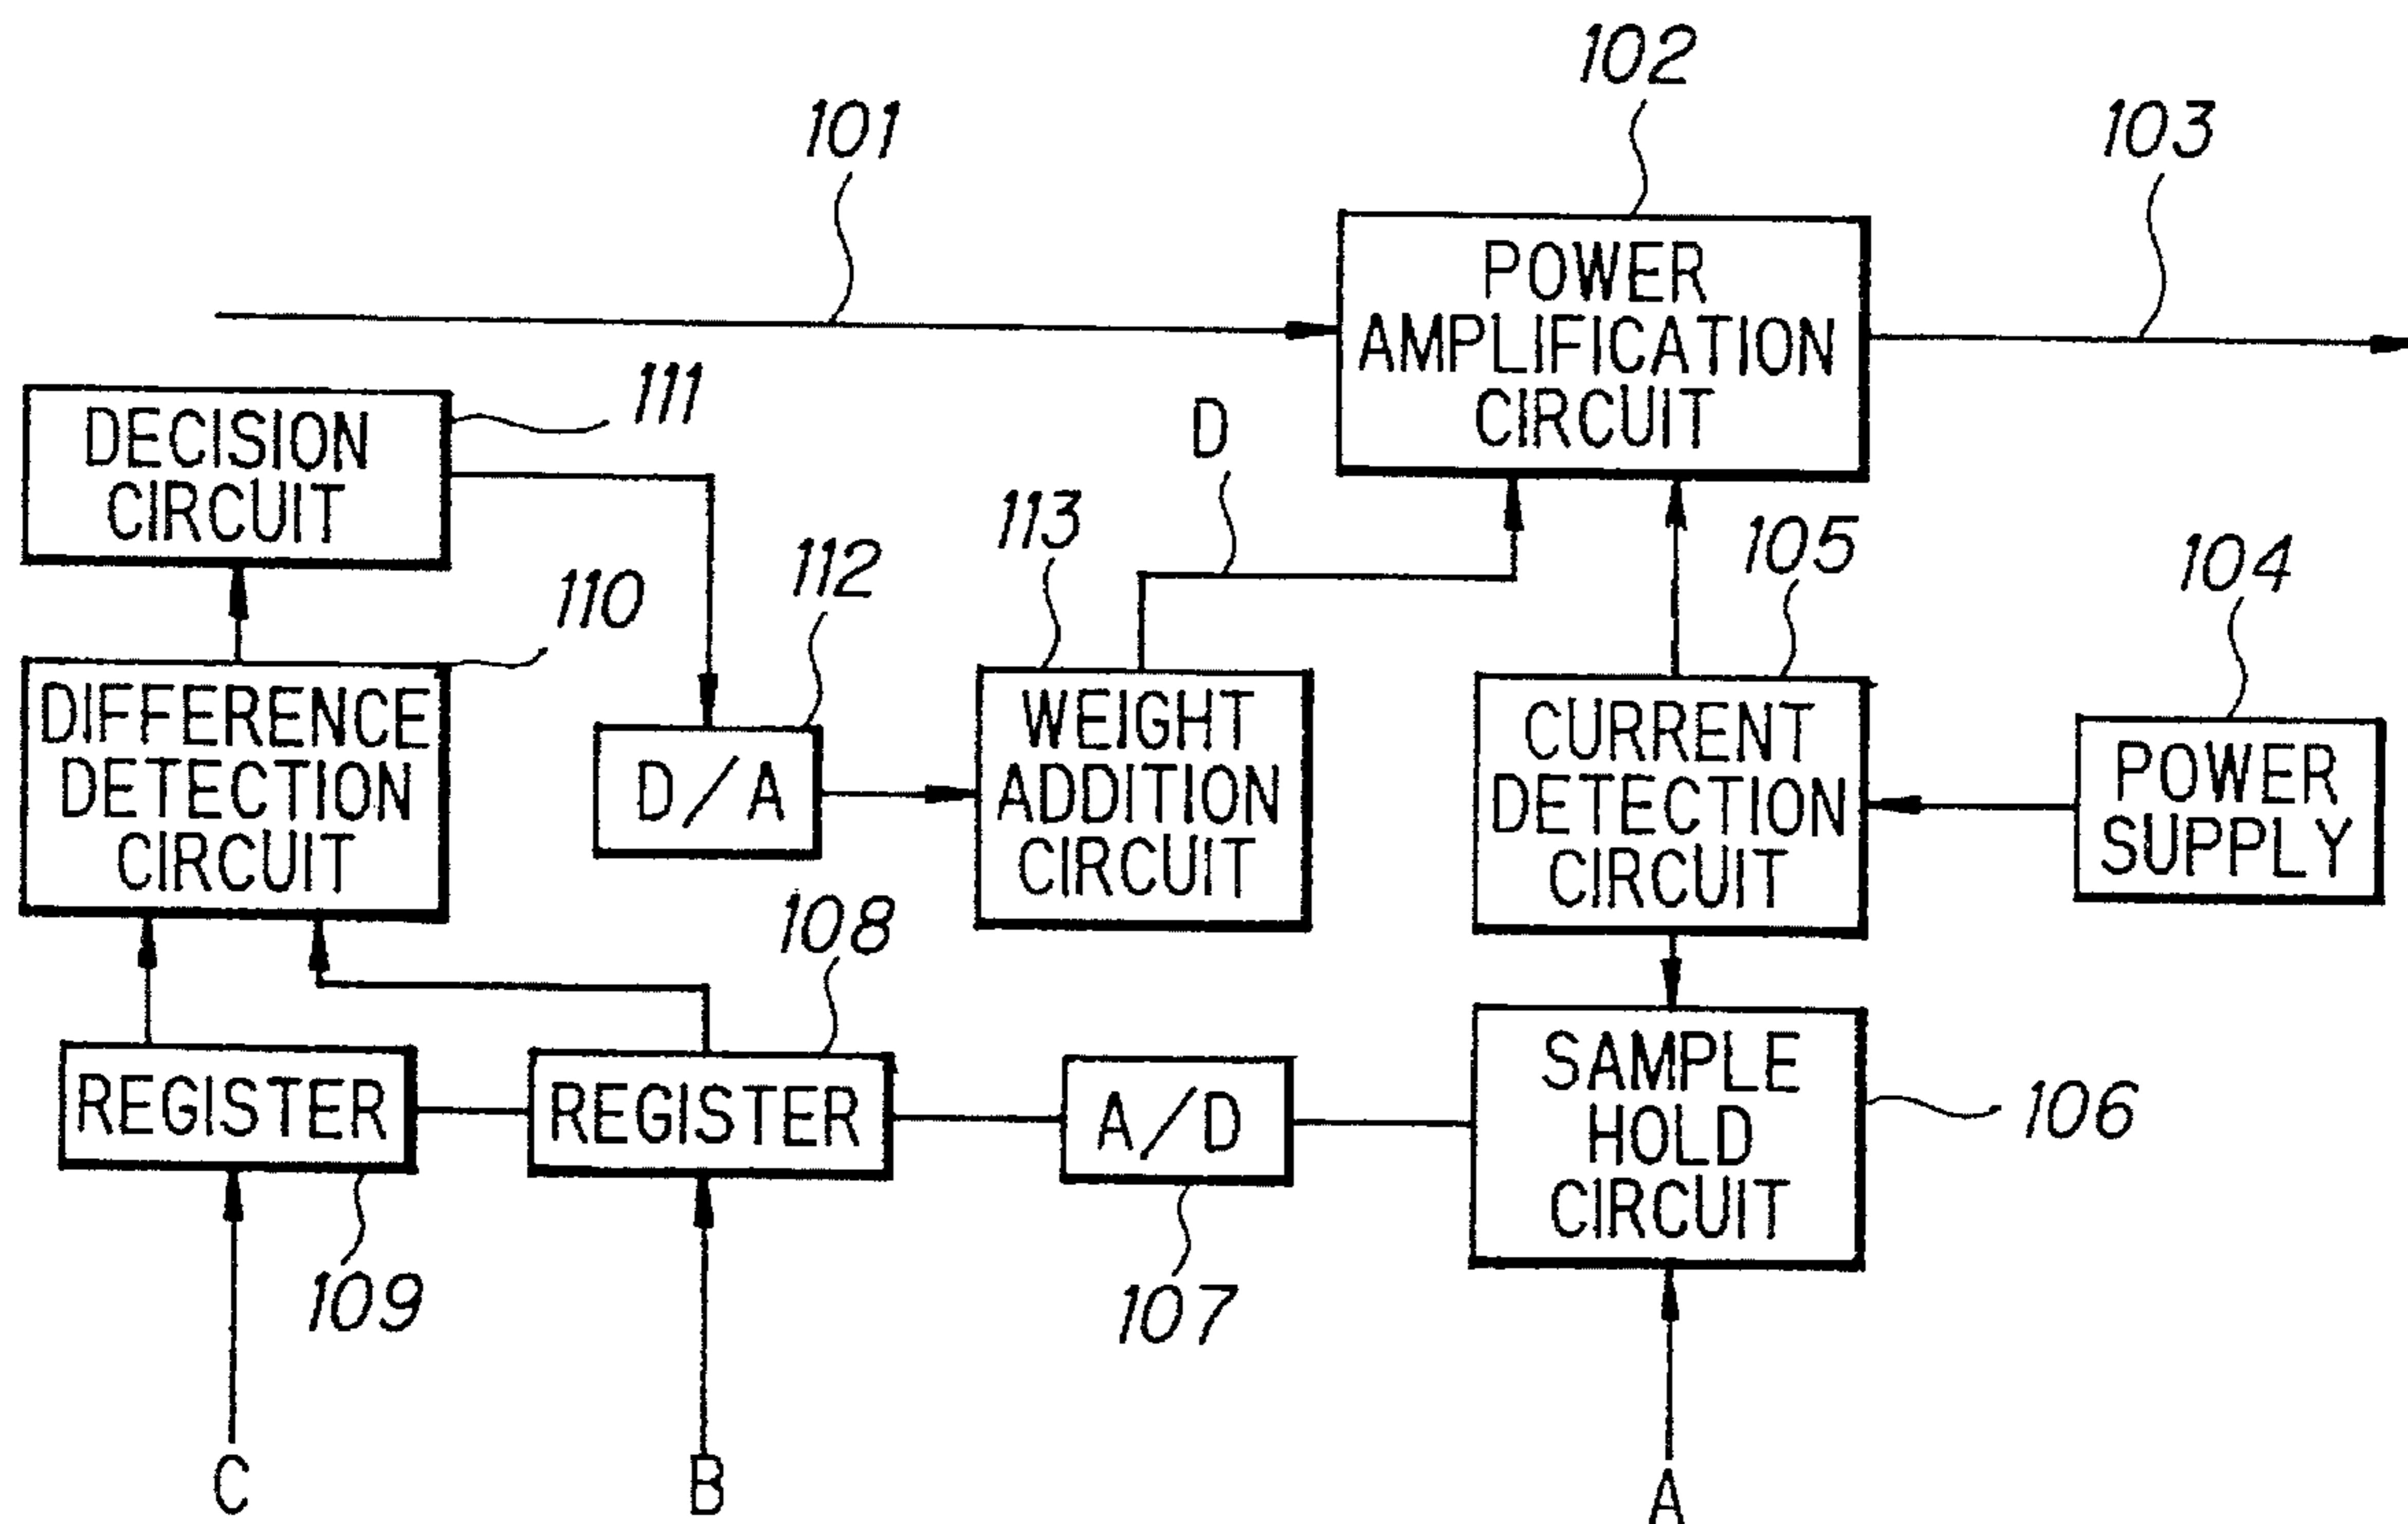 102
101
103
POWER
AMPLIFICATION
CIRCUIT
111
DECISION
CIRCUIT
D
113
105
104
112
110
DIFFERENCE
DETECTION
CIRCUIT
D/A
WEIGHT
ADDITION
CIRCUIT
CURRENT
DETECTION
CIRCUIT
POWER
SUPPLY
108
REGISTER
REGISTER
A/D
SAMPLE
HOLD
CIRCUIT
106
109
107
C
B
A